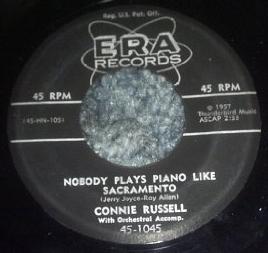 Reg. U.S. Pat. Off.
ERA
RECORDS
45 RPM
45 RPM
(45-HN-1051
℗ 1957
Thunderbird Music
ASCAP 2:33
NOBODY PLAYS PIANO LIKE
SACRAMENTO
(Jerry Joyce-Ray Allen)
CONNIE RUSSELL
With Orchestral Accomp.
45-1045